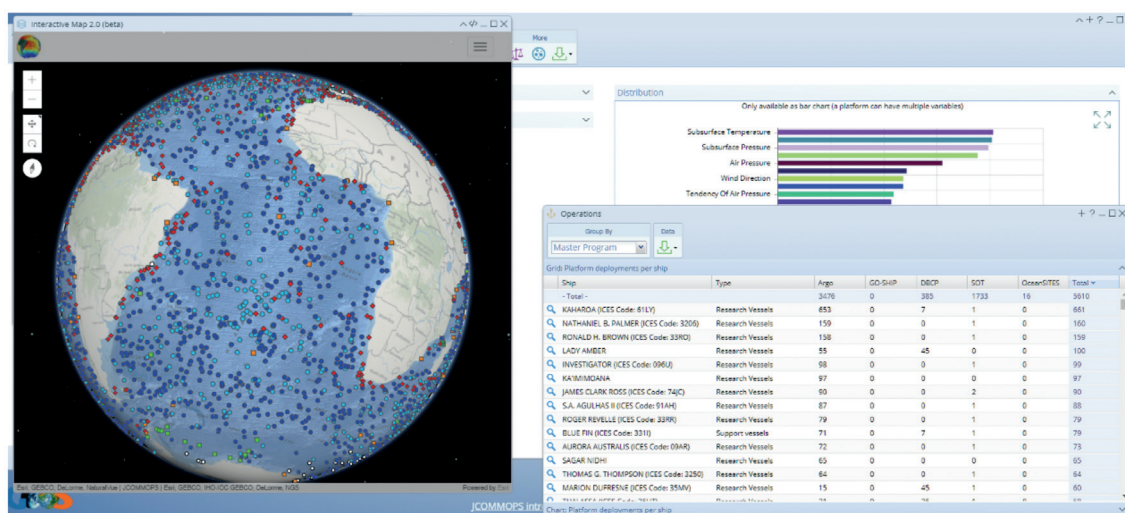 Interactive Map 2.0 (beta)
More
Distribution
Only available as bar chart (a platform can have multiple variables)
Subsurface Temperature
Subsurface Pressure
Air Pressure
Wind Direction
Tendency Of Air Pressure
Operations
Group By
Data
Master Program
Grid: Platform deployments per ship
Ship Type Argo GO-SHIP DBCP SOT OceanSITES Total
- Total - 3476 0 385 1733 16 3610
KAHAROA (ICES Code: 61LY) Research Vessels 653 0 7 1 0 661
NATHANIEL B. PALMER (ICES Code: 3206) Research Vessels 159 0 0 1 0 160
RONALD H. BROWN (ICES Code: 33RO) Research Vessels 158 0 0 1 0 159
LADY AMBER Research Vessels 55 0 45 0 0 100
INVESTIGATOR (ICES Code: 096U) Research Vessels 98 0 0 1 0 99
KA'IMIMOANA Research Vessels 97 0 0 0 0 97
JAMES CLARK ROSS (ICES Code: 74JC) Research Vessels 90 0 0 2 0 90
S.A. AGULHAS II (ICES Code: 91AH) Research Vessels 87 0 0 1 0 88
ROGER REVELLE (ICES Code: 33RR) Research Vessels 79 0 0 1 0 79
BLUE FIN (ICES Code: 331I) Support vessels 71 0 7 1 0 79
AURORA AUSTRALIS (ICES Code: 09AR) Research Vessels 72 0 0 1 0 73
SAGAR NIDHI Research Vessels 65 0 0 0 0 65
THOMAS G. THOMPSON (ICES Code: 3250) Research Vessels 64 0 0 1 0 64
MARION DUFRESNE (ICES Code: 35MV) Research Vessels 15 0 45 1 0 60
Esri, GEBCO, DeLorme, NaturalVue | JCOMMOPS | Esri, GEBCO, IHO-IOC GEBCO, DeLorme, NGS
Powered by Esri
JCOMMOPS
Chart: Platform deployments per ship